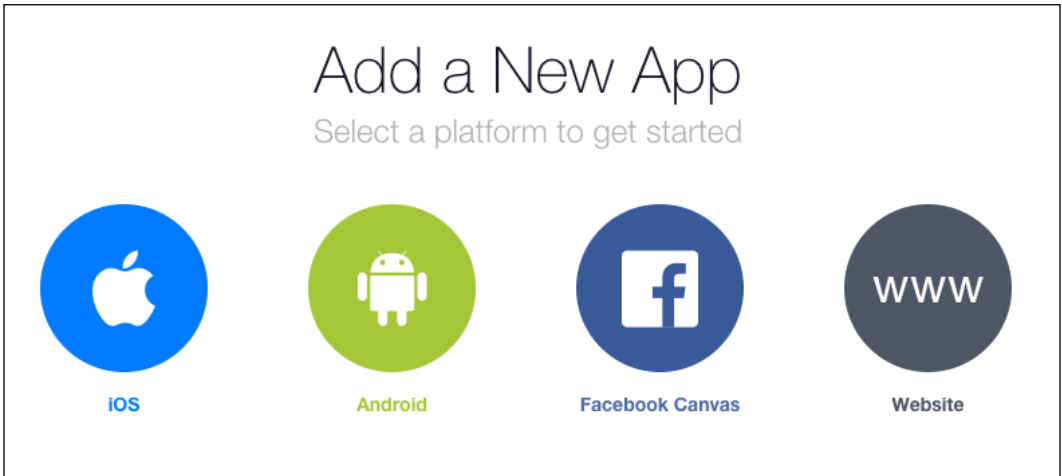 Add a New App
Select a platform to get started
www
iOS
Android
Facebook Canvas
Website